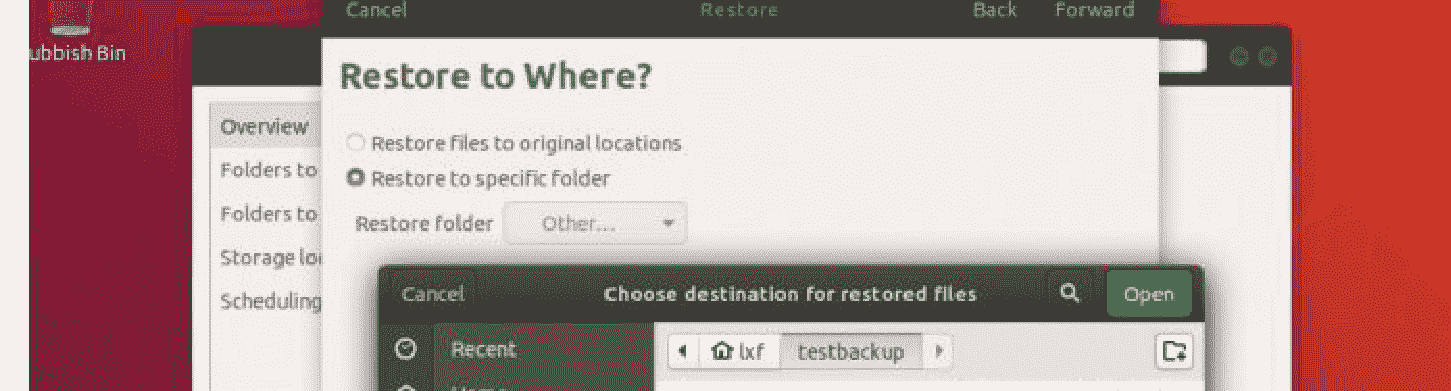 Cancel Restore Back Forward
ubbish Bin
Restore to Where?
Overview
Restore files to original locations
Folders to
Restore to specific folder
Folders to
Restore folder Other...
Storage loc
Scheduling
Cancel Choose destination for restored files Open
Recent
lxf testbackup